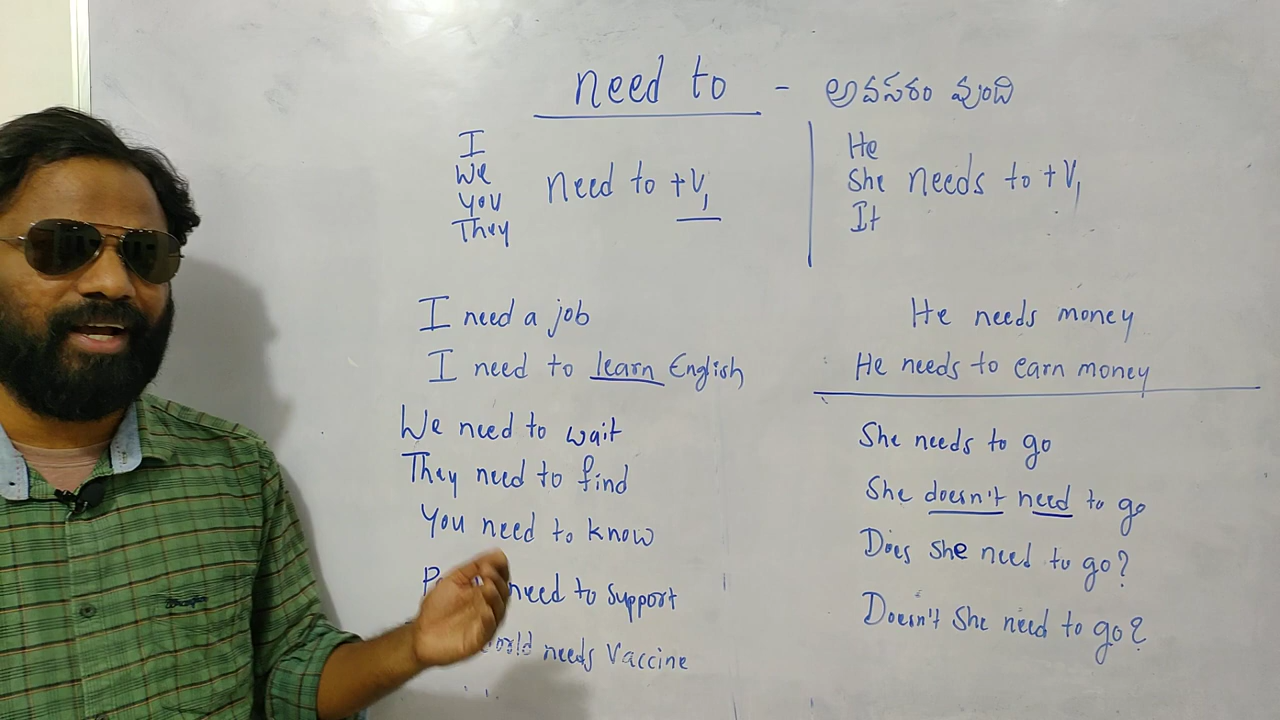 need to - అవసరం వుంది
I
We
You
They
need to + V1
He
She
It
needs to + V1
I need a job
I need to learn English
We need to wait
They need to find
You need to know
need to support
needs Vaccine
He needs money
He needs to earn money
She needs to go
She doesn't need to go
Does she need to go?
Doesn't She need to go?